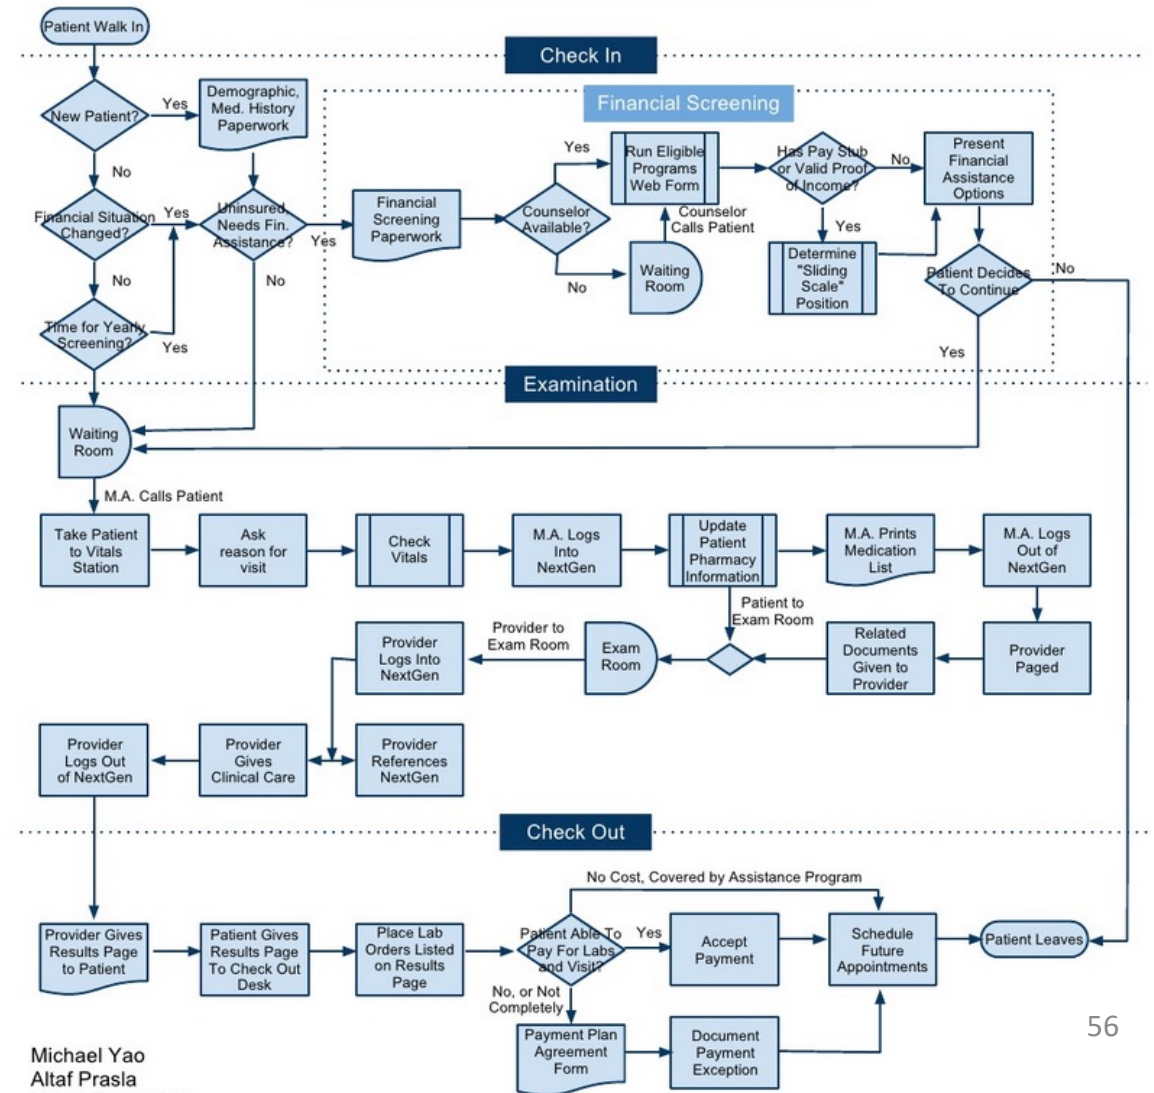 Patient Walk In
Check In
New Patient?
Yes
Demographic,
Med. History
Paperwork
No
Financial Situation
Changed?
Yes
Uninsured,
Needs Fin.
Assistance?
Yes
No
No
Time for Yearly
Screening?
Yes
Financial Screening
Financial
Screening
Paperwork
Counselor
Available?
Yes
No
Run Eligible
Programs
Web Form
Counselor
Calls Patient
Waiting
Room
Has Pay Stub
or Valid Proof
of Income?
No
Yes
Determine
"Sliding
Scale"
Position
Present
Financial
Assistance
Options
Patient Decides
To Continue
No
Yes
Examination
Waiting
Room
M.A. Calls Patient
Take Patient
to Vitals
Station
Ask
reason for
visit
Check
Vitals
M.A. Logs
Into
NextGen
Update
Patient
Pharmacy
Information
M.A. Prints
Medication
List
M.A. Logs
Out of
NextGen
Patient to
Exam Room
Provider
Paged
Related
Documents
Given to
Provider
Exam
Room
Provider to
Exam Room
Provider
Logs Into
NextGen
Provider
References
NextGen
Provider
Gives
Clinical Care
Provider
Logs Out
of NextGen
Check Out
Provider Gives
Results Page
to Patient
Patient Gives
Results Page
To Check Out
Desk
Place Lab
Orders Listed
on Results
Page
Patient Able To
Pay For Labs
and Visit?
No Cost, Covered by Assistance Program
Yes
Accept
Payment
No, or Not
Completely
Payment Plan
Agreement
Form
Document
Payment
Exception
Schedule
Future
Appointments
Patient Leaves
56
Michael Yao
Altaf Prasla